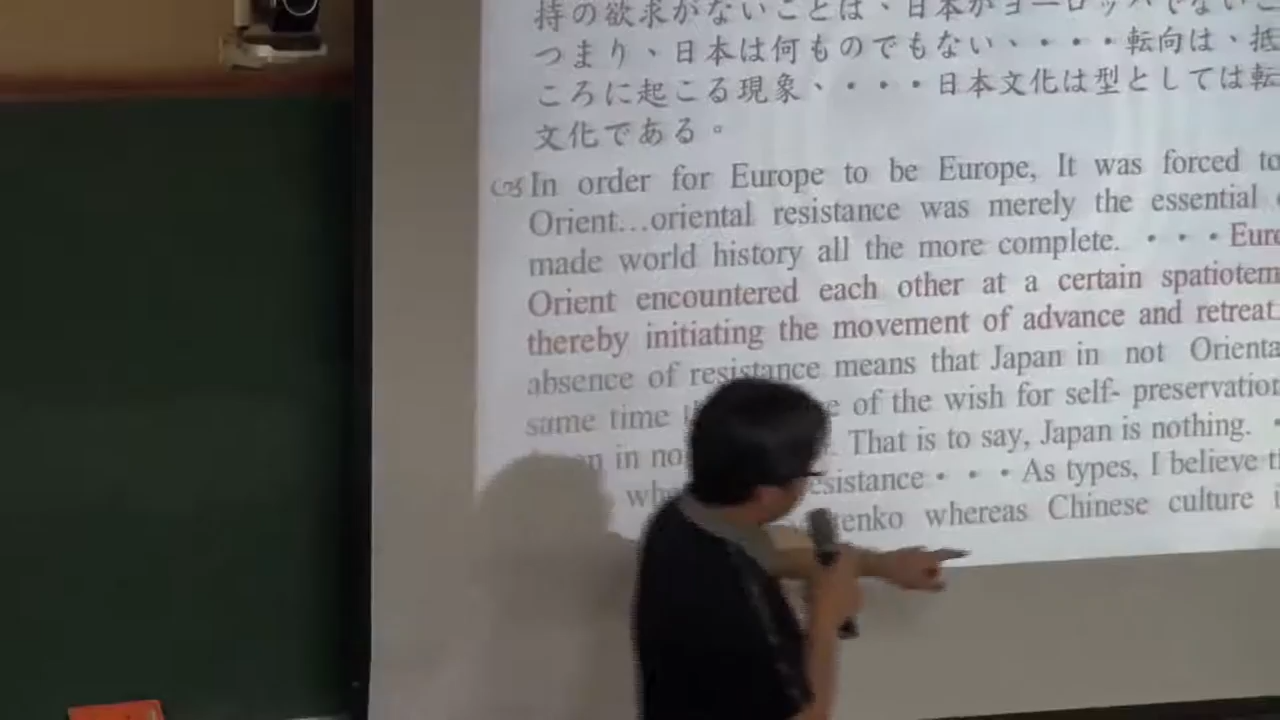 持の欲求がないことは、日本がヨーロッパでないこ
つまり、日本は何ものでもない、・・・転向は、抵
ころに起こる現象、・・・日本文化は型としては転
文化である。
In order for Europe to be Europe, It was forced to
Orient...oriental resistance was merely the essential
made world history all the more complete. ・・・Euro
Orient encountered each other at a certain spatiotem
thereby initiating the movement of advance and retreat
absence of resistance means that Japan in not Orienta
same time of the wish for self- preservation
in no That is to say, Japan is nothing.
esistance・・・As types, I believe th
tenko whereas Chinese culture i